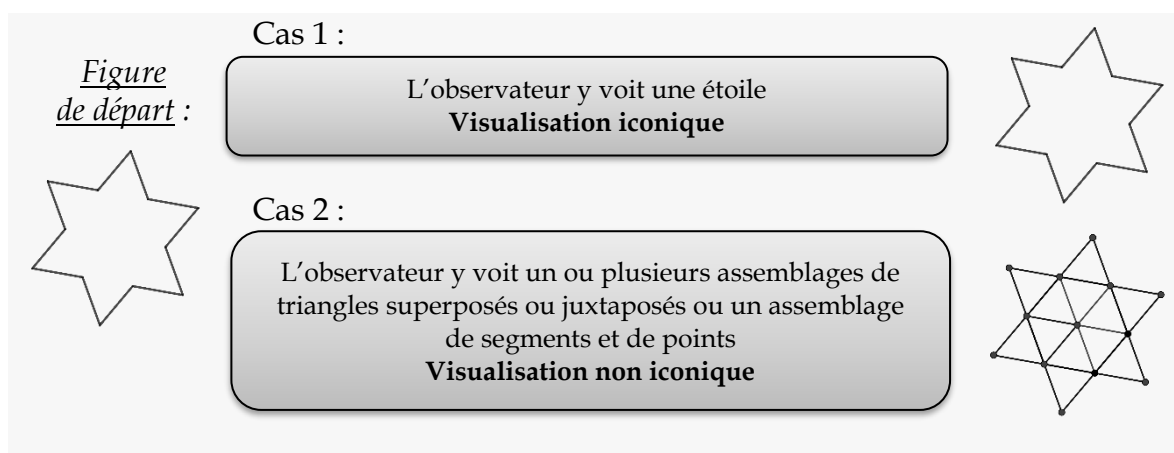 Figure
de départ :
Cas 1 :
L’observateur y voit une étoile
Visualisation iconique
Cas 2 :
L’observateur y voit un ou plusieurs assemblages de
triangles superposés ou juxtaposés ou un assemblage
de segments et de points
Visualisation non iconique